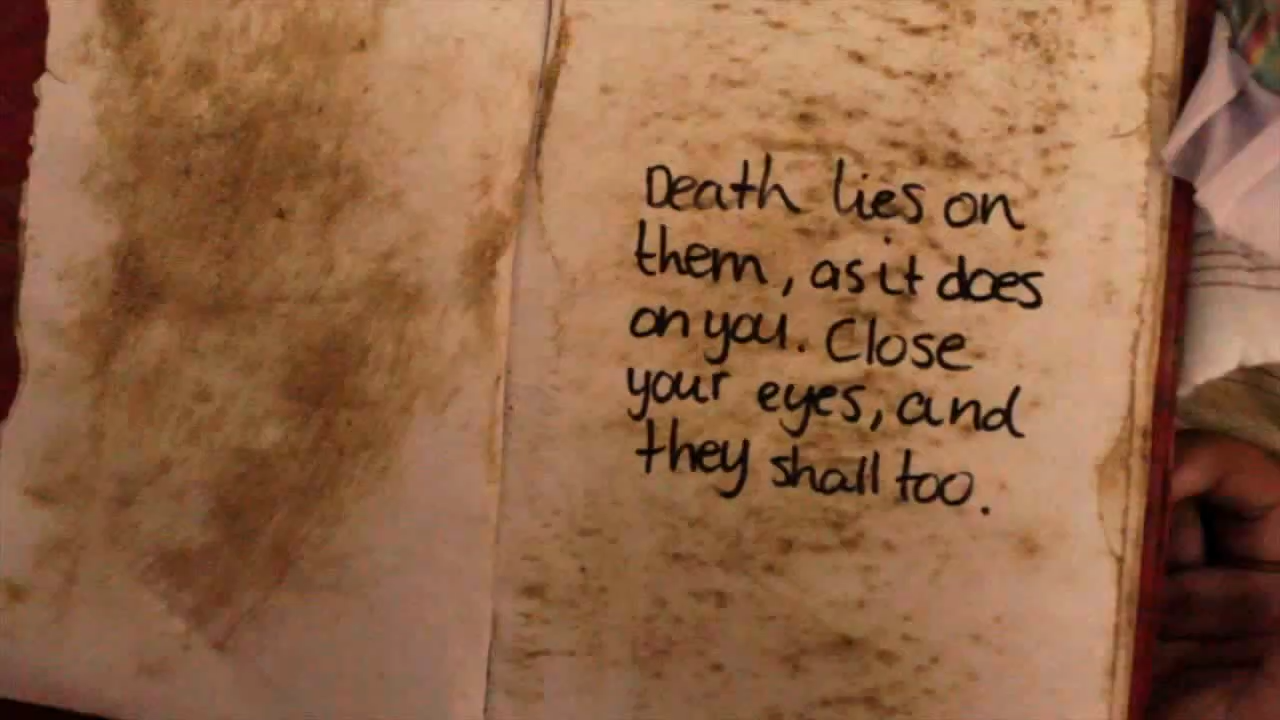 Death lies on
them, as it does
on you. Close
your eyes, and
they shall too.